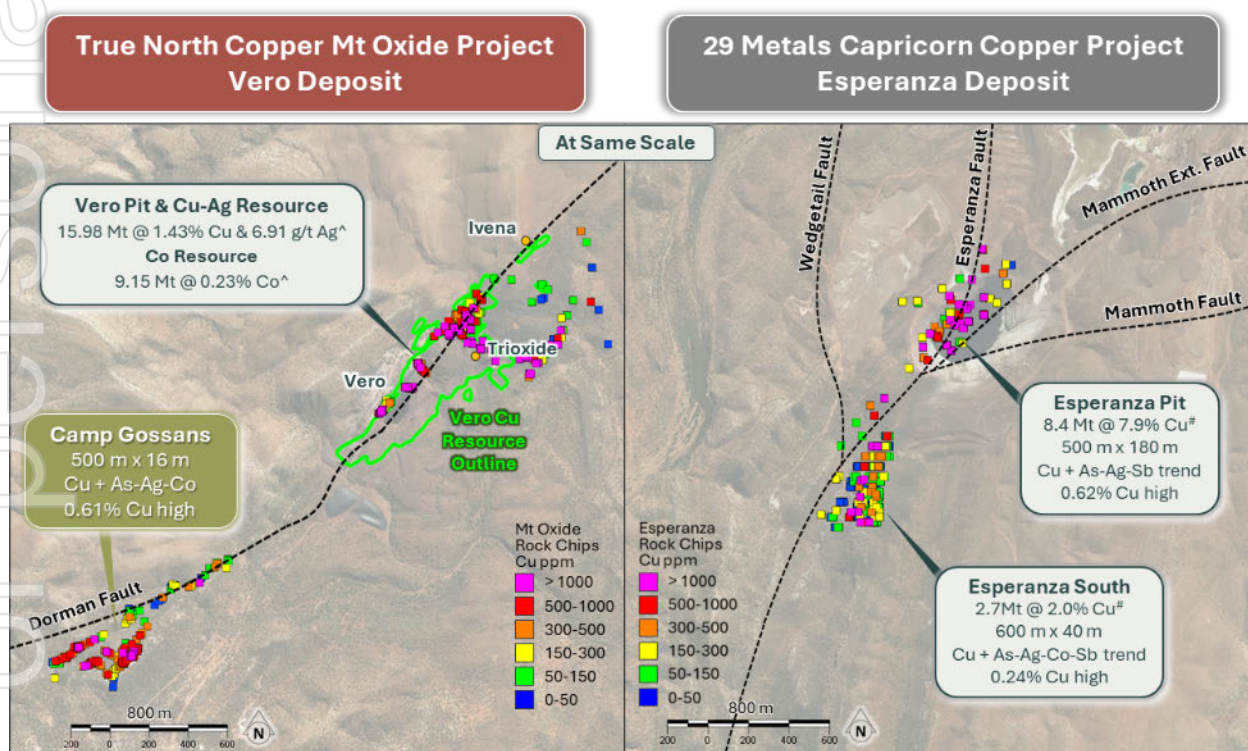 True North Copper Mt Oxide Project
Vero Deposit
29 Metals Capricorn Copper Project
Esperanza Deposit
At Same Scale
Vero Pit & Cu-Ag Resource
15.98 Mt @ 1.43% Cu & 6.91 g/t Ag^
Co Resource
9.15 Mt @ 0.23% Co^
Ivena
Trioxide
Vero
Vero Cu
Resource
Outline
Camp Gossans
500 m x 16 m
Cu + As-Ag-Co
0.61% Cu high
Dorman Fault
Mt Oxide
Rock Chips
Cu ppm
> 1000
500-1000
300-500
150-300
50-150
0-50
800 m
200 0 200 400 600
N
Wedgetail Fault
Esperanza Fault
Mammoth Ext. Fault
Mammoth Fault
Esperanza Pit
8.4 Mt @ 7.9% Cu#
500 m x 180 m
Cu + As-Ag-Sb trend
0.62% Cu high
Esperanza South
2.7Mt @ 2.0% Cu#
600 m x 40 m
Cu + As-Ag-Co-Sb trend
0.24% Cu high
Esperanza
Rock Chips
Cu ppm
> 1000
500-1000
300-500
150-300
50-150
0-50
800 m
200 0 200 400 600
N